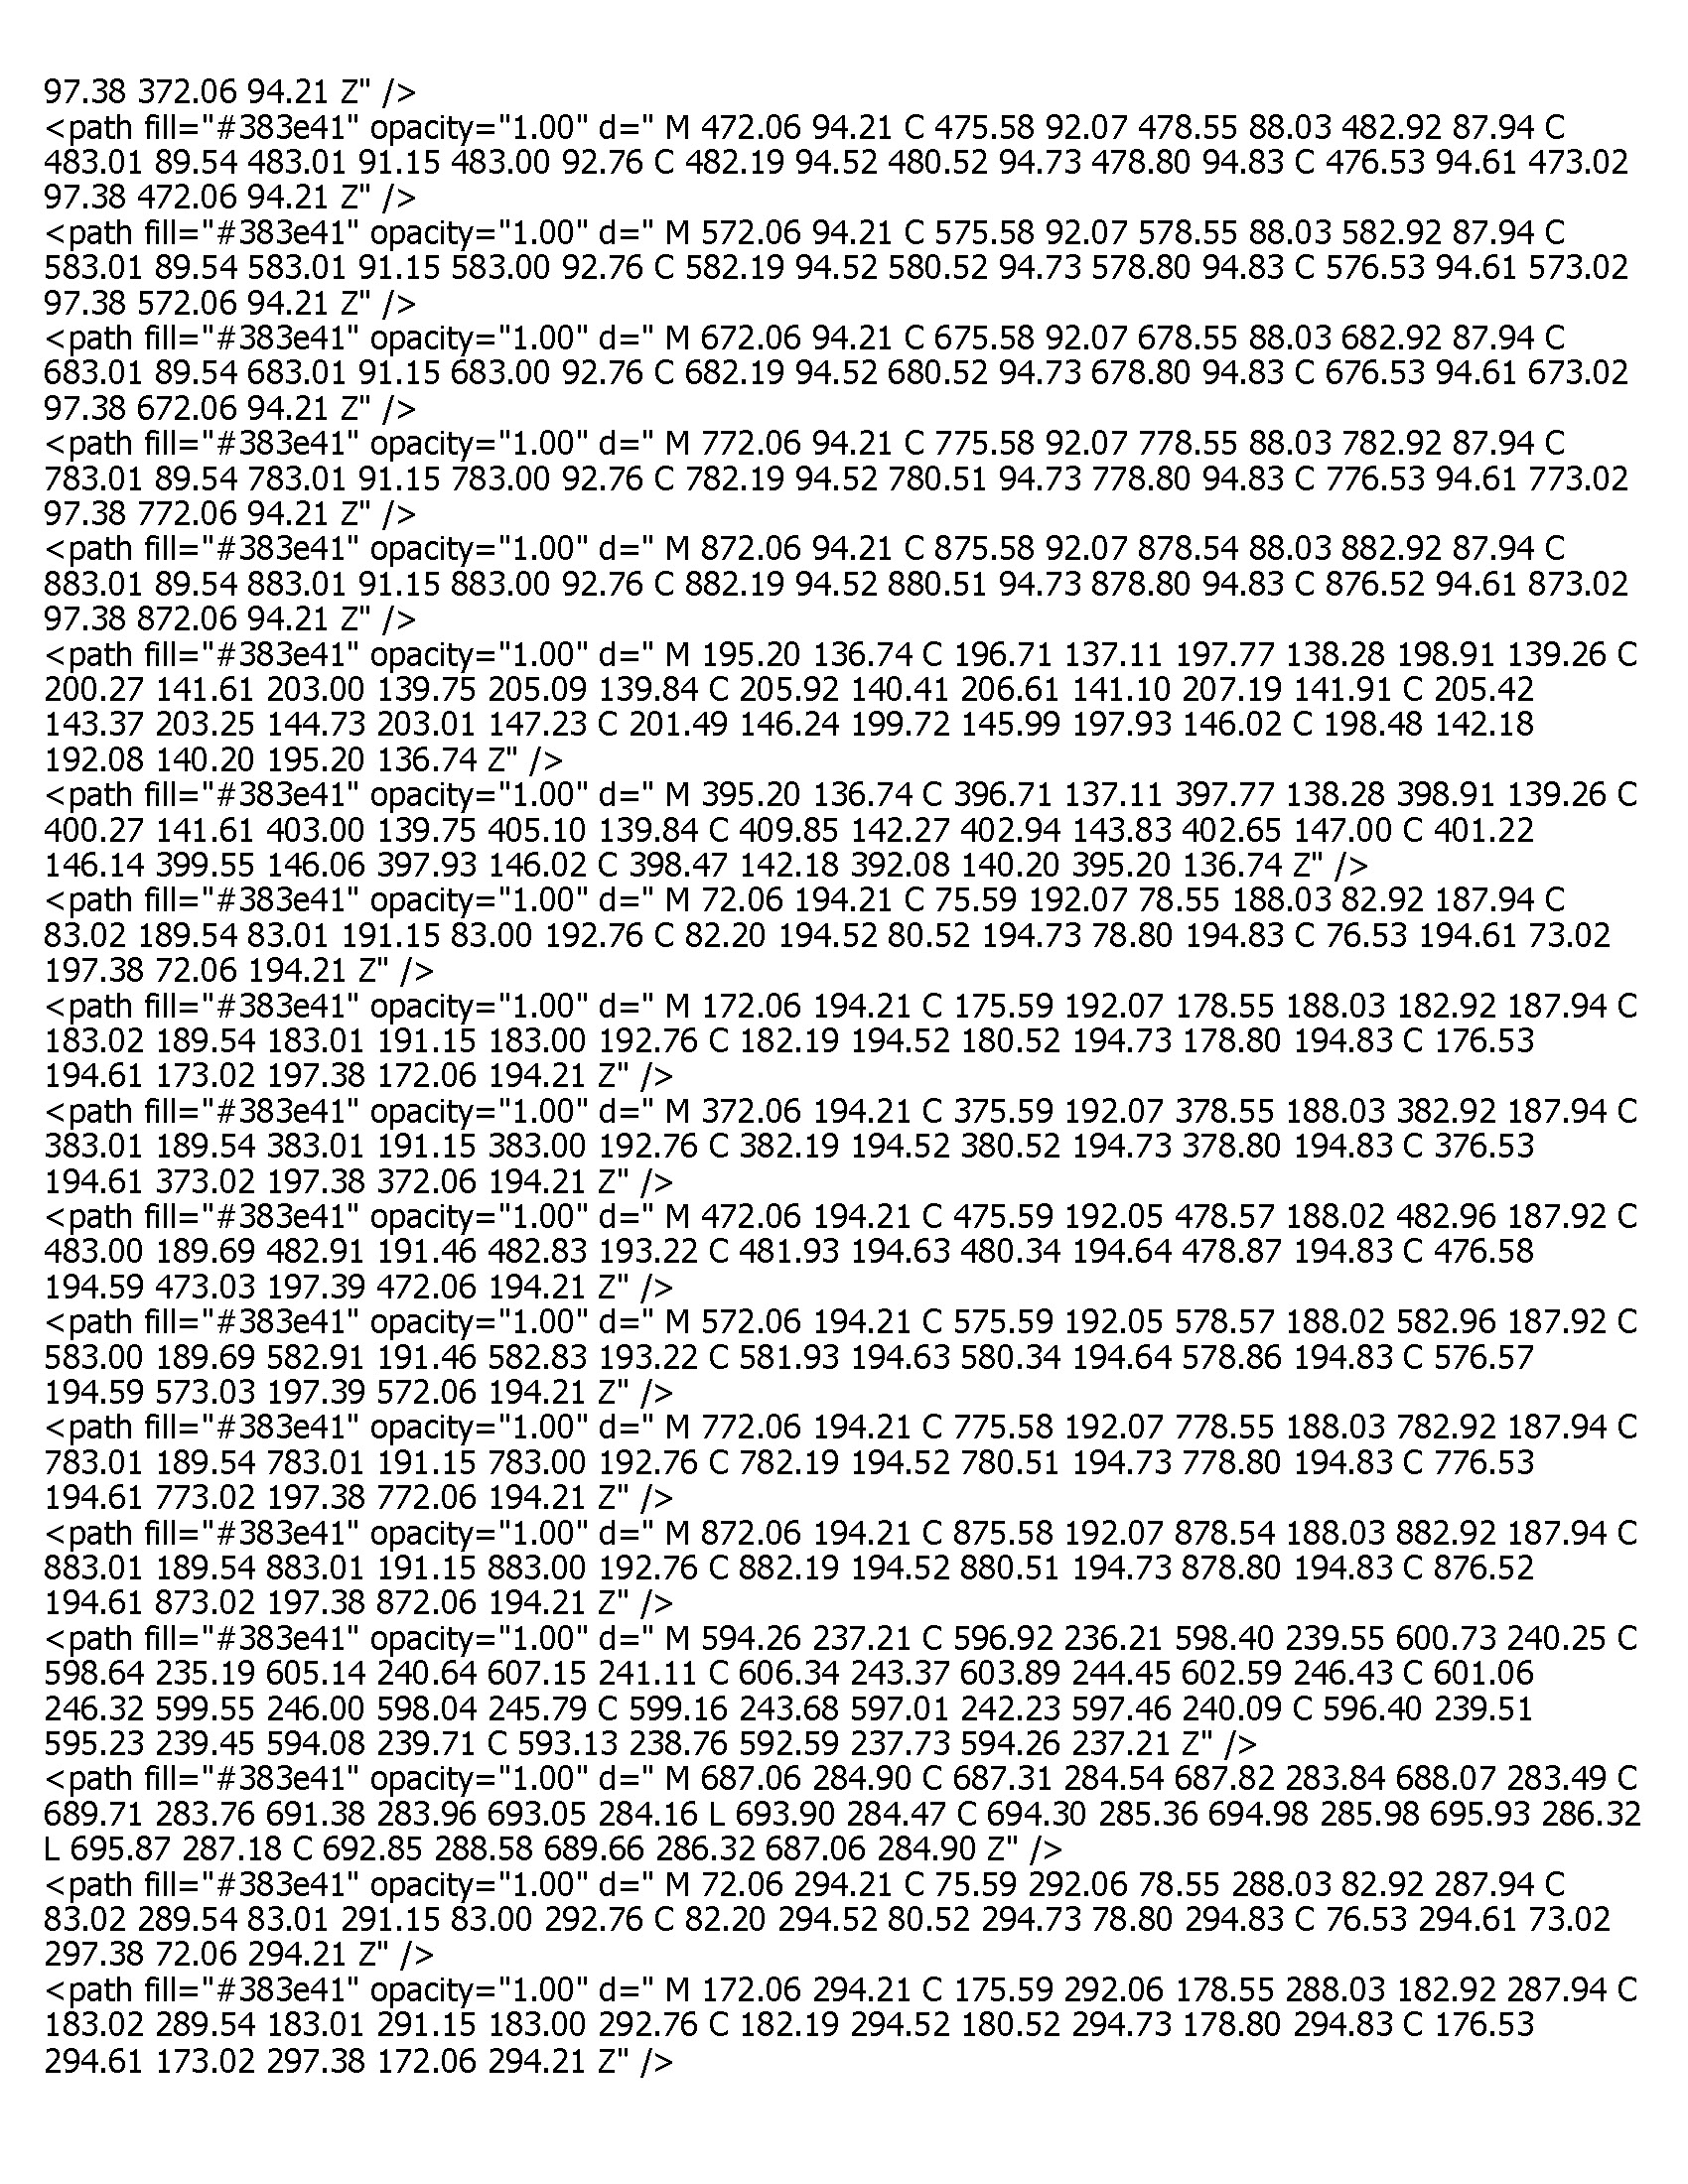 97.38 372.06 94.21 Z" />
<path fill="#383e41" opacity="1.00" d=" M 472.06 94.21 C 475.58 92.07 478.55 88.03 482.92 87.94 C
483.01 89.54 483.01 91.15 483.00 92.76 C 482.19 94.52 480.52 94.73 478.80 94.83 C 476.53 94.61 473.02
97.38 472.06 94.21 Z" />
<path fill="#383e41" opacity="1.00" d=" M 572.06 94.21 C 575.58 92.07 578.55 88.03 582.92 87.94 C
583.01 89.54 583.01 91.15 583.00 92.76 C 582.19 94.52 580.52 94.73 578.80 94.83 C 576.53 94.61 573.02
97.38 572.06 94.21 Z" />
<path fill="#383e41" opacity="1.00" d=" M 672.06 94.21 C 675.58 92.07 678.55 88.03 682.92 87.94 C
683.01 89.54 683.01 91.15 683.00 92.76 C 682.19 94.52 680.52 94.73 678.80 94.83 C 676.53 94.61 673.02
97.38 672.06 94.21 Z" />
<path fill="#383e41" opacity="1.00" d=" M 772.06 94.21 C 775.58 92.07 778.55 88.03 782.92 87.94 C
783.01 89.54 783.01 91.15 783.00 92.76 C 782.19 94.52 780.51 94.73 778.80 94.83 C 776.53 94.61 773.02
97.38 772.06 94.21 Z" />
<path fill="#383e41" opacity="1.00" d=" M 872.06 94.21 C 875.58 92.07 878.54 88.03 882.92 87.94 C
883.01 89.54 883.01 91.15 883.00 92.76 C 882.19 94.52 880.51 94.73 878.80 94.83 C 876.52 94.61 873.02
97.38 872.06 94.21 Z" />
<path fill="#383e41" opacity="1.00" d=" M 195.20 136.74 C 196.71 137.11 197.77 138.28 198.91 139.26 C
200.27 141.61 203.00 139.75 205.09 139.84 C 205.92 140.41 206.61 141.10 207.19 141.91 C 205.42
143.37 203.25 144.73 203.01 147.23 C 201.49 146.24 199.72 145.99 197.93 146.02 C 198.48 142.18
192.08 140.20 195.20 136.74 Z" />
<path fill="#383e41" opacity="1.00" d=" M 395.20 136.74 C 396.71 137.11 397.77 138.28 398.91 139.26 C
400.27 141.61 403.00 139.75 405.10 139.84 C 409.85 142.27 402.94 143.83 402.65 147.00 C 401.22
146.14 399.55 146.06 397.93 146.02 C 398.47 142.18 392.08 140.20 395.20 136.74 Z" />
<path fill="#383e41" opacity="1.00" d=" M 72.06 194.21 C 75.59 192.07 78.55 188.03 82.92 187.94 C
83.02 189.54 83.01 191.15 83.00 192.76 C 82.20 194.52 80.52 194.73 78.80 194.83 C 76.53 194.61 73.02
197.38 72.06 194.21 Z" />
<path fill="#383e41" opacity="1.00" d=" M 172.06 194.21 C 175.59 192.07 178.55 188.03 182.92 187.94 C
183.02 189.54 183.01 191.15 183.00 192.76 C 182.19 194.52 180.52 194.73 178.80 194.83 C 176.53
194.61 173.02 197.38 172.06 194.21 Z" />
<path fill="#383e41" opacity="1.00" d=" M 372.06 194.21 C 375.59 192.07 378.55 188.03 382.92 187.94 C
383.01 189.54 383.01 191.15 383.00 192.76 C 382.19 194.52 380.52 194.73 378.80 194.83 C 376.53
194.61 373.02 197.38 372.06 194.21 Z" />
<path fill="#383e41" opacity="1.00" d=" M 472.06 194.21 C 475.59 192.05 478.57 188.02 482.96 187.92 C
483.00 189.69 482.91 191.46 482.83 193.22 C 481.93 194.63 480.34 194.64 478.87 194.83 C 476.58
194.59 473.03 197.39 472.06 194.21 Z" />
<path fill="#383e41" opacity="1.00" d=" M 572.06 194.21 C 575.59 192.05 578.57 188.02 582.96 187.92 C
583.00 189.69 582.91 191.46 582.83 193.22 C 581.93 194.63 580.34 194.64 578.86 194.83 C 576.57
194.59 573.03 197.39 572.06 194.21 Z" />
<path fill="#383e41" opacity="1.00" d=" M 772.06 194.21 C 775.58 192.07 778.55 188.03 782.92 187.94 C
783.01 189.54 783.01 191.15 783.00 192.76 C 782.19 194.52 780.51 194.73 778.80 194.83 C 776.53
194.61 773.02 197.38 772.06 194.21 Z" />
<path fill="#383e41" opacity="1.00" d=" M 872.06 194.21 C 875.58 192.07 878.54 188.03 882.92 187.94 C
883.01 189.54 883.01 191.15 883.00 192.76 C 882.19 194.52 880.51 194.73 878.80 194.83 C 876.52
194.61 873.02 197.38 872.06 194.21 Z" />
<path fill="#383e41" opacity="1.00" d=" M 594.26 237.21 C 596.92 236.21 598.40 239.55 600.73 240.25 C
598.64 235.19 605.14 240.64 607.15 241.11 C 606.34 243.37 603.89 244.45 602.59 246.43 C 601.06
246.32 599.55 246.00 598.04 245.79 C 599.16 243.68 597.01 242.23 597.46 240.09 C 596.40 239.51
595.23 239.45 594.08 239.71 C 593.13 238.76 592.59 237.73 594.26 237.21 Z" />
<path fill="#383e41" opacity="1.00" d=" M 687.06 284.90 C 687.31 284.54 687.82 283.84 688.07 283.49 C
689.71 283.76 691.38 283.96 693.05 284.16 L 693.90 284.47 C 694.30 285.36 694.98 285.98 695.93 286.32
L 695.87 287.18 C 692.85 288.58 689.66 286.32 687.06 284.90 Z" />
<path fill="#383e41" opacity="1.00" d=" M 72.06 294.21 C 75.59 292.06 78.55 288.03 82.92 287.94 C
83.02 289.54 83.01 291.15 83.00 292.76 C 82.20 294.52 80.52 294.73 78.80 294.83 C 76.53 294.61 73.02
297.38 72.06 294.21 Z" />
<path fill="#383e41" opacity="1.00" d=" M 172.06 294.21 C 175.59 292.06 178.55 288.03 182.92 287.94 C
183.02 289.54 183.01 291.15 183.00 292.76 C 182.19 294.52 180.52 294.73 178.80 294.83 C 176.53
294.61 173.02 297.38 172.06 294.21 Z" />